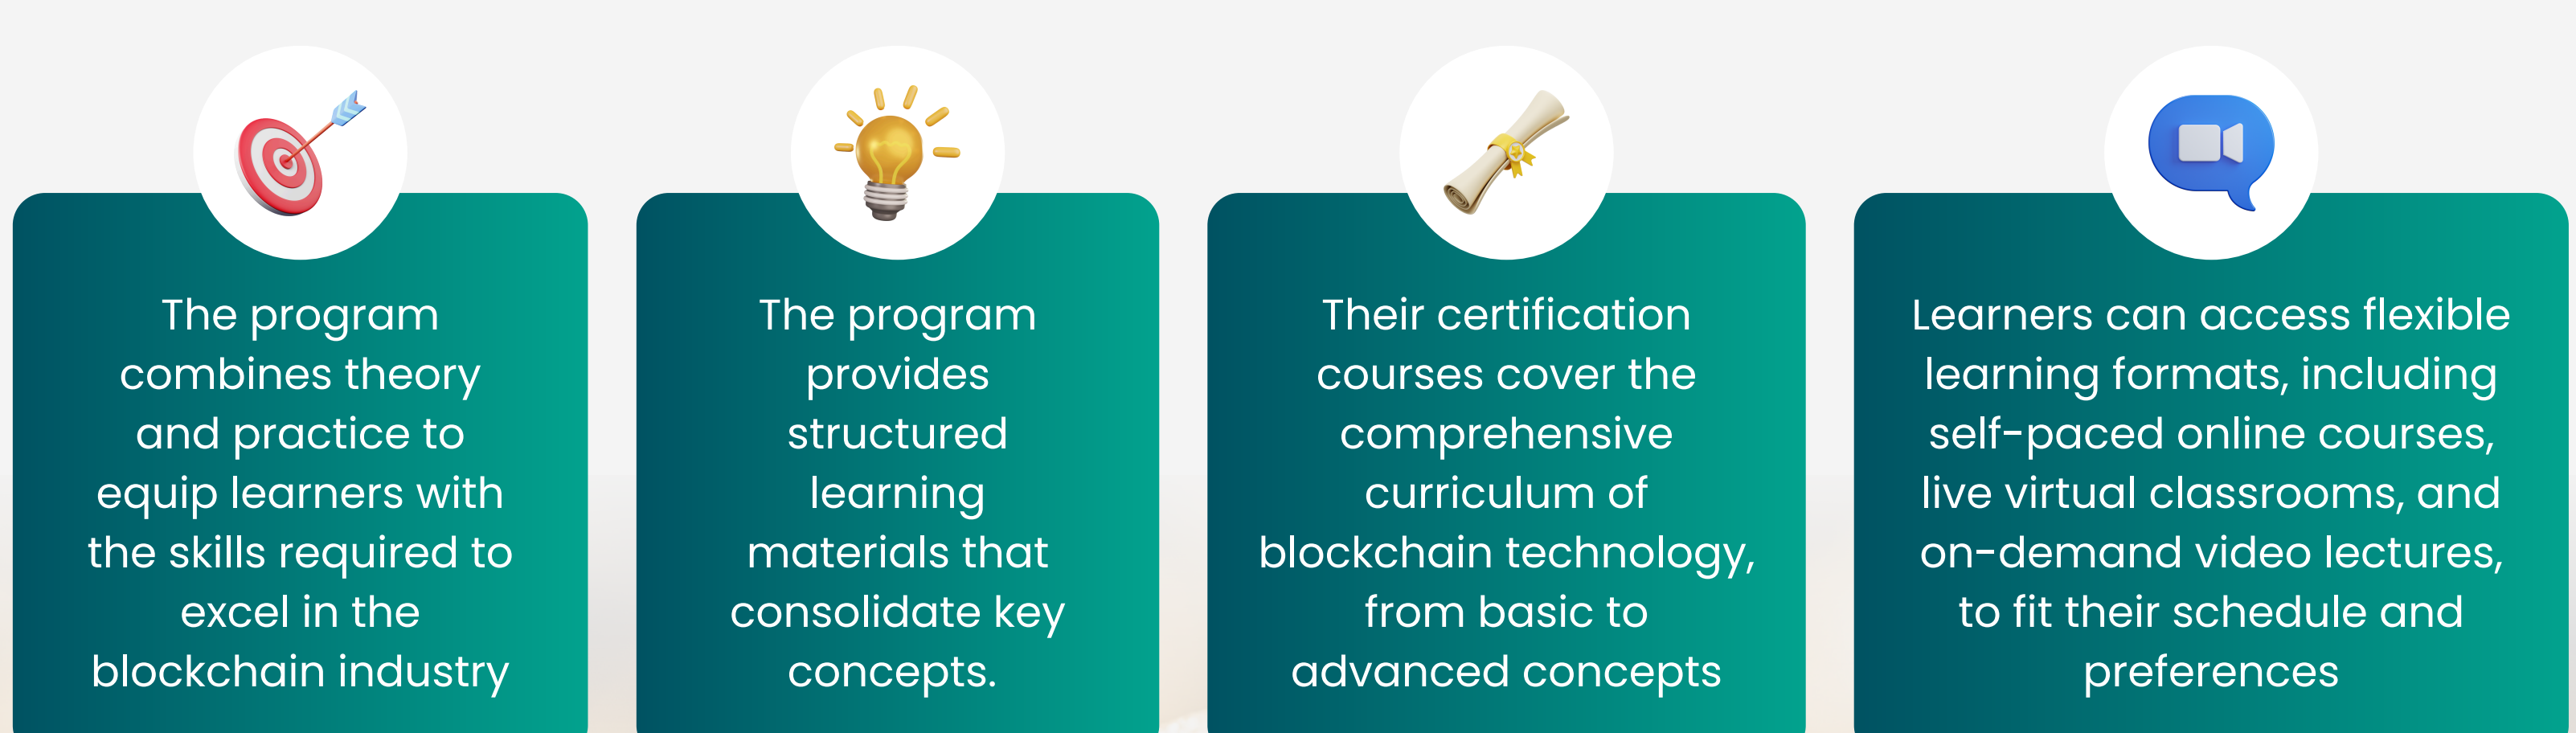 The program
combines theory
and practice to
equip learners with
the skills required to
excel in the
blockchain industry
The program
provides
structured
learning
materials that
consolidate key
concepts.
Their certification
courses cover the
comprehensive
curriculum of
blockchain technology,
from basic to
advanced concepts
Learners can access flexible
learning formats, including
self-paced online courses,
live virtual classrooms, and
on-demand video lectures,
to fit their schedule and
preferences